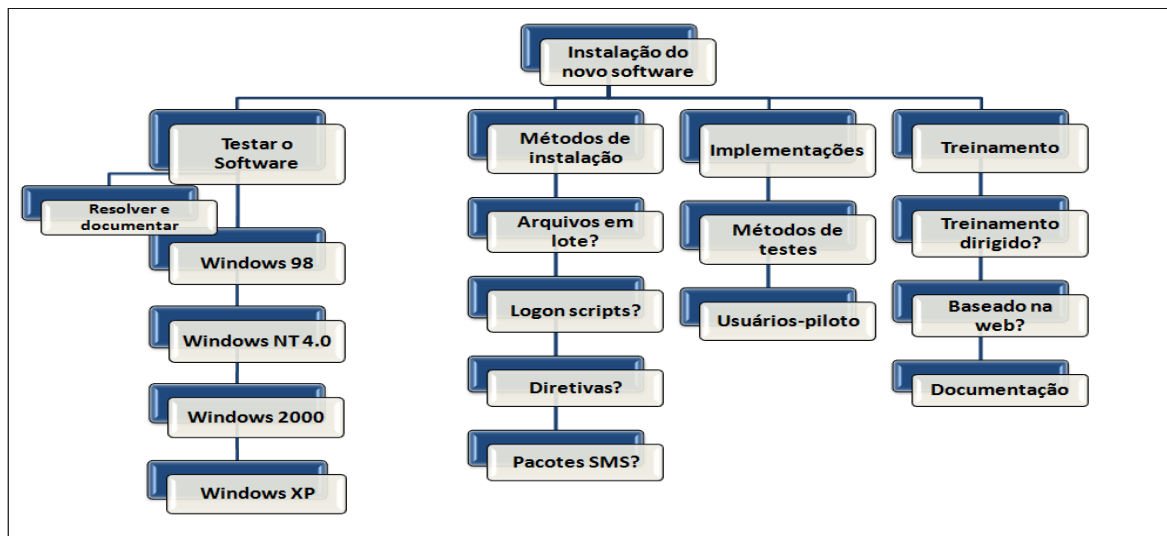 Instalação do
novo software
Testar o
Software
Resolver e
documentar
Windows 98
Windows NT 4.0
Windows 2000
Windows XP
Métodos de
instalação
Arquivos em
lote?
Logon scripts?
Diretivas?
Pacotes SMS?
Implementações
Métodos de
testes
Usuários-piloto
Treinamento
Treinamento
dirigido?
Baseado na
web?
Documentação